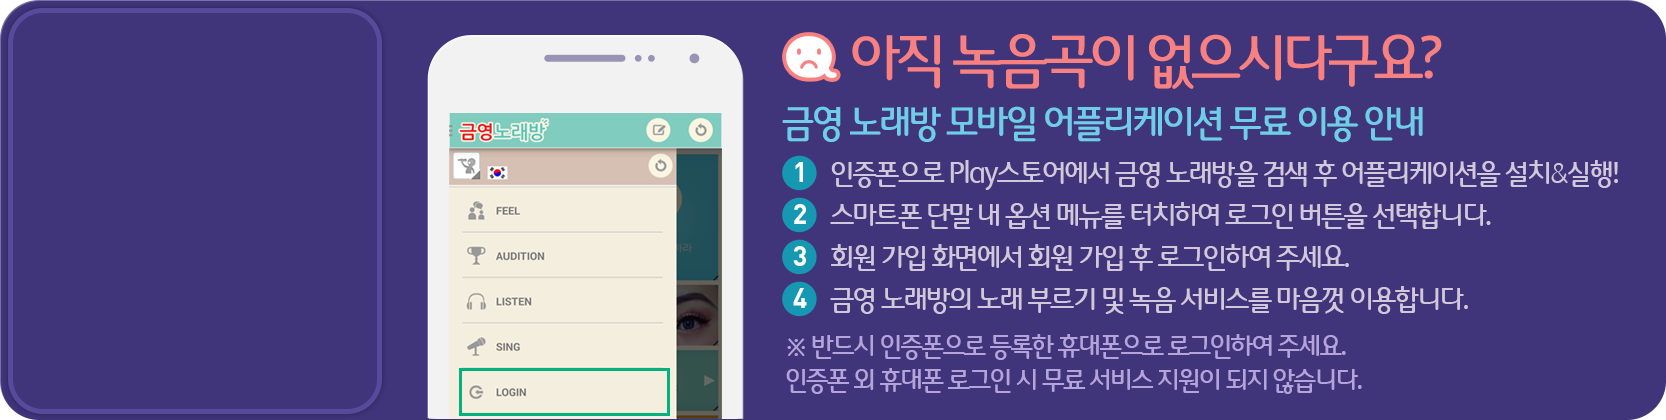 아직 녹음곡이 없으시다구요?
금영 노래방 모바일 어플리케이션 무료 이용 안내
1 인증폰으로 Play스토어에서 금영 노래방을 검색 후 어플리케이션을 설치&실행!
2 스마트폰 단말 내 옵션 메뉴를 터치하여 로그인 버튼을 선택합니다.
3 회원 가입 화면에서 회원 가입 후 로그인하여 주세요.
4 금영 노래방의 노래 부르기 및 녹음 서비스를 마음껏 이용합니다.
※ 반드시 인증폰으로 등록한 휴대폰으로 로그인하여 주세요.
인증폰 외 휴대폰 로그인 시 무료 서비스 지원이 되지 않습니다.
금영노래방
FEEL
AUDITION
LISTEN
SING
LOGIN